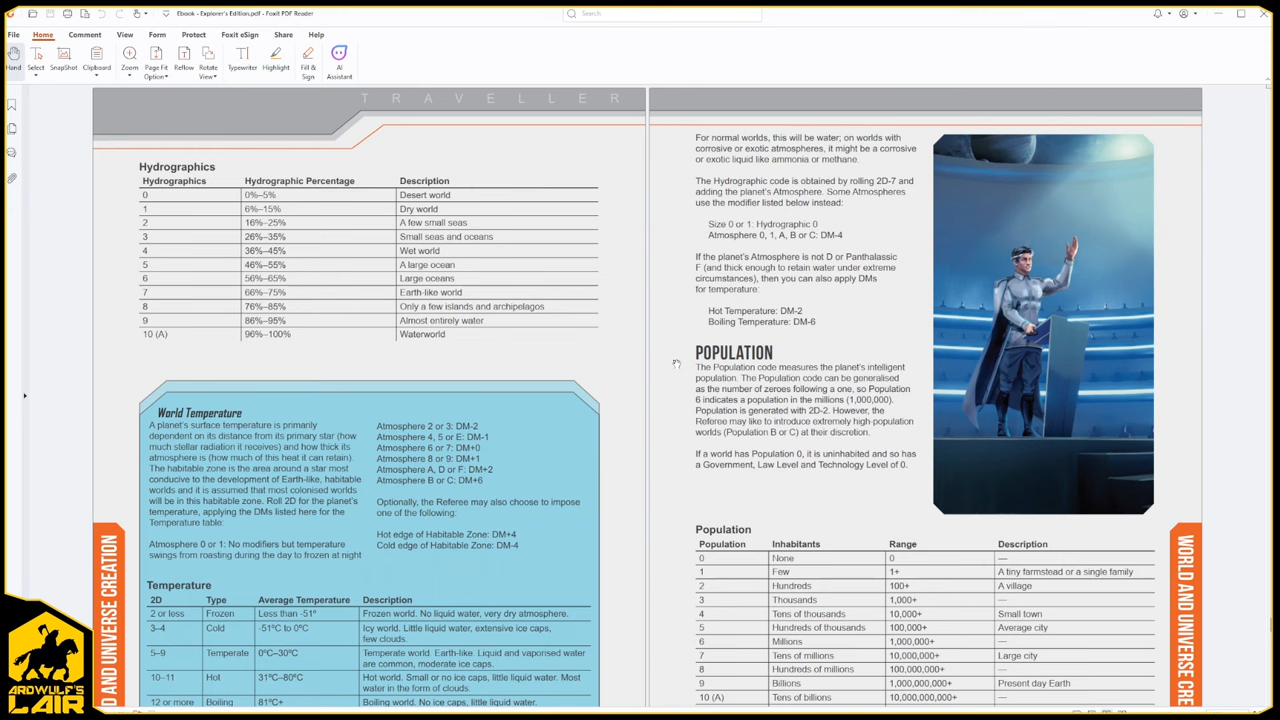 Ebook - Explorer's Edition.pdf - Foxit PDF Reader
Search
File Home Comment View Form Protect Foxit eSign Share Help
Hand Select SnapShot Clipboard Zoom Page Fit Option Reflow Rotate View Typewriter Highlight Fill & Sign AI Assistant
TRAVELLER
Hydrographics
Hydrographics Hydrographic Percentage Description
0 0%–5% Desert world
1 6%–15% Dry world
2 16%–25% A few small seas
3 26%–35% Small seas and oceans
4 36%–45% Wet world
5 46%–55% A large ocean
6 56%–65% Large oceans
7 66%–75% Earth-like world
8 76%–85% Only a few islands and archipelagos
9 86%–95% Almost entirely water
10 (A) 96%–100% Waterworld
World Temperature
A planet's surface temperature is primarily
dependent on its distance from its primary star (how
much stellar radiation it receives) and how thick its
atmosphere is (how much of this heat it can retain).
The habitable zone is the area around a star most
conducive to the development of Earth-like, habitable
worlds and it is assumed that most colonised worlds
will be in this habitable zone. Roll 2D for the planet's
temperature, applying the DMs listed here for the
Temperature table:
Atmosphere 0 or 1: No modifiers but temperature
swings from roasting during the day to frozen at night
Atmosphere 2 or 3: DM-2
Atmosphere 4, 5 or E: DM-1
Atmosphere 6 or 7: DM+0
Atmosphere 8 or 9: DM+1
Atmosphere A, D or F: DM+2
Atmosphere B or C: DM+6
Optionally, the Referee may also choose to impose
one of the following:
Hot edge of Habitable Zone: DM+4
Cold edge of Habitable Zone: DM-4
Temperature
2D Type Average Temperature Description
2 or less Frozen Less than -51º Frozen world. No liquid water, very dry atmosphere.
3–4 Cold -51ºC to 0ºC Icy world. Little liquid water, extensive ice caps,
few clouds.
5–9 Temperate 0ºC–30ºC Temperate world. Earth-like. Liquid and vaporised water
are common, moderate ice caps.
10–11 Hot 31ºC–80ºC Hot world. Small or no ice caps, little liquid water. Most
water in the form of clouds.
12 or more Boiling 81ºC+ Boiling world. No ice caps, little liquid water.
D AND UNIVERSE CREATION
ARDWULF'S
LAIR
For normal worlds, this will be water; on worlds with
corrosive or exotic atmospheres, it might be a corrosive
or exotic liquid like ammonia or methane.
The Hydrographic code is obtained by rolling 2D-7 and
adding the planet's Atmosphere. Some Atmospheres
use the modifier listed below instead:
Size 0 or 1: Hydrographic 0
Atmosphere 0, 1, A, B or C: DM-4
If the planet's Atmosphere is not D or Panthalassic
F (and thick enough to retain water under extreme
circumstances), then you can also apply DMs
for temperature:
Hot Temperature: DM-2
Boiling Temperature: DM-6
POPULATION
The Population code measures the planet's intelligent
population. The Population code can be generalised
as the number of zeroes following a one, so Population
6 indicates a population in the millions (1,000,000).
Population is generated with 2D-2. However, the
Referee may like to introduce extremely high-population
worlds (Population B or C) at their discretion.
If a world has Population 0, it is uninhabited and so has
a Government, Law Level and Technology Level of 0.
Population
Population Inhabitants Range Description
0 None 0 —
1 Few 1+ A tiny farmstead or a single family
2 Hundreds 100+ A village
3 Thousands 1,000+ —
4 Tens of thousands 10,000+ Small town
5 Hundreds of thousands 100,000+ Average city
6 Millions 1,000,000+ —
7 Tens of millions 10,000,000+ Large city
8 Hundreds of millions 100,000,000+ —
9 Billions 1,000,000,000+ Present day Earth
10 (A) Tens of billions 10,000,000,000+ —
WORLD AND UNIVERSE CRE